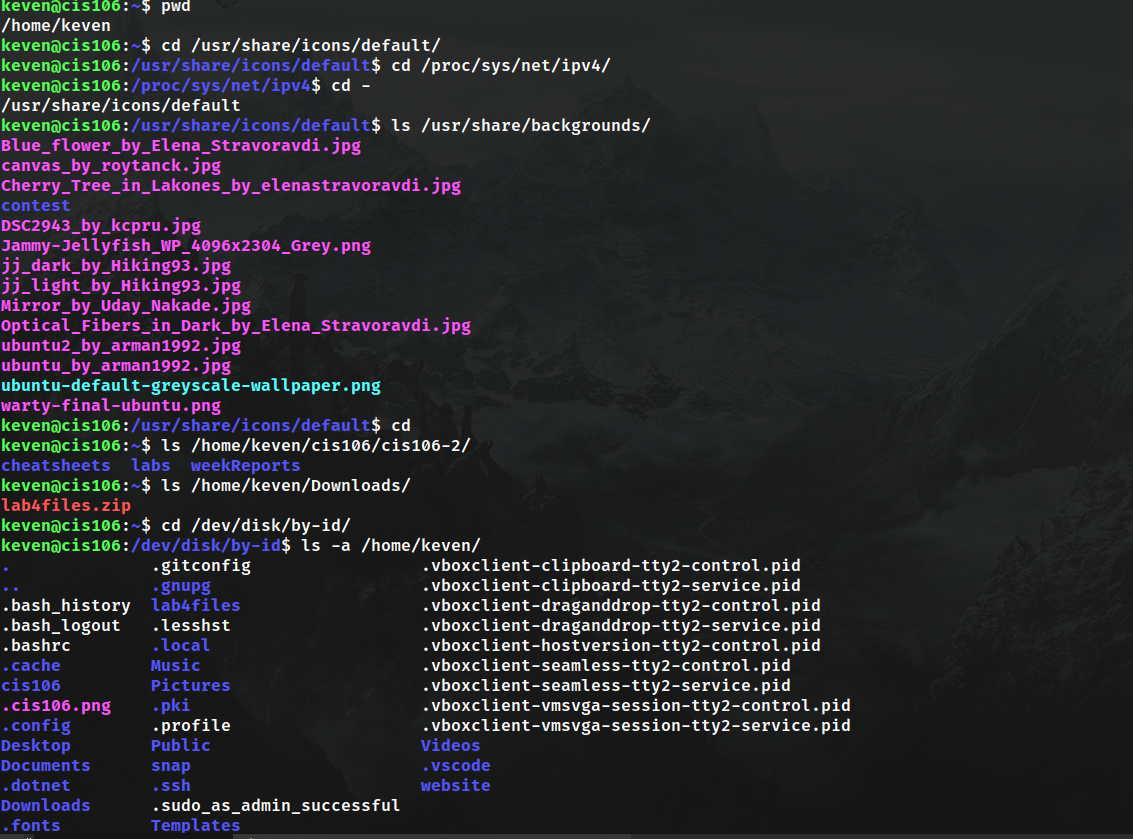 keven@cis106:~$ pwd
/home/keven
keven@cis106:~$ cd /usr/share/icons/default/
keven@cis106:/usr/share/icons/default$ cd /proc/sys/net/ipv4/
keven@cis106:/proc/sys/net/ipv4$ cd -
/usr/share/icons/default
keven@cis106:/usr/share/icons/default$ ls /usr/share/backgrounds/
Blue_flower_by_Elena_Stravoravdi.jpg
canvas_by_roytanck.jpg
Cherry_Tree_in_Lakones_by_elenastravoravdi.jpg
contest
DSC2943_by_kcpru.jpg
Jammy-Jellyfish_WP_4096x2304_Grey.png
jj_dark_by_Hiking93.jpg
jj_light_by_Hiking93.jpg
Mirror_by_Uday_Nakade.jpg
Optical_Fibers_in_Dark_by_Elena_Stravoravdi.jpg
ubuntu2_by_arman1992.jpg
ubuntu_by_arman1992.jpg
ubuntu-default-greyscale-wallpaper.png
warty-final-ubuntu.png
keven@cis106:/usr/share/icons/default$ cd
keven@cis106:~$ ls /home/keven/cis106/cis106-2/
cheatsheets  labs  weekReports
keven@cis106:~$ ls /home/keven/Downloads/
lab4files.zip
keven@cis106:~$ cd /dev/disk/by-id/
keven@cis106:/dev/disk/by-id$ ls -a /home/keven/
.              .gitconfig                 .vboxclient-clipboard-tty2-control.pid
..             .gnupg                     .vboxclient-clipboard-tty2-service.pid
.bash_history  lab4files                  .vboxclient-draganddrop-tty2-control.pid
.bash_logout   .lesshst                   .vboxclient-draganddrop-tty2-service.pid
.bashrc        .local                     .vboxclient-hostversion-tty2-control.pid
.cache         Music                      .vboxclient-seamless-tty2-control.pid
cis106         Pictures                   .vboxclient-seamless-tty2-service.pid
.cis106.png    .pki                       .vboxclient-vmsvga-session-tty2-control.pid
.config        .profile                   .vboxclient-vmsvga-session-tty2-service.pid
Desktop        Public                     Videos
Documents      snap                       .vscode
.dotnet        .ssh                       website
Downloads      .sudo_as_admin_successful
.fonts         Templates